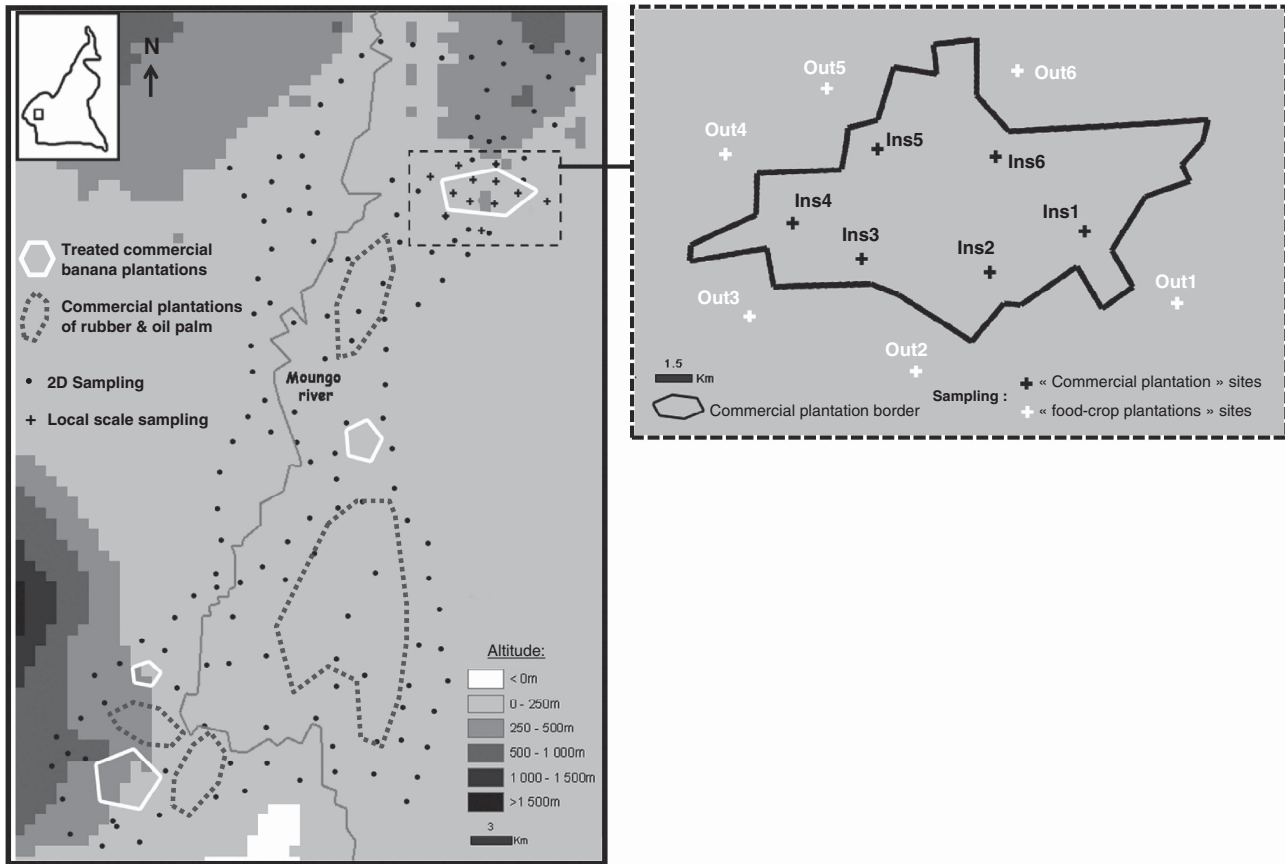 N
Treated commercial
banana plantations
Commercial plantations
of rubber & oil palm
2D Sampling
Local scale sampling
Moungo
river
Altitude:
< 0m
0 - 250m
250 - 500m
500 - 1 000m
1 000 - 1 500m
>1 500m
3
Km
Out5
Out6
Out4
Ins5
Ins6
Ins4
Ins3
Ins2
Ins1
Out3
Out1
Out2
1.5
Km
Commercial plantation border
Sampling :
« Commercial plantation » sites
« food-crop plantations » sites